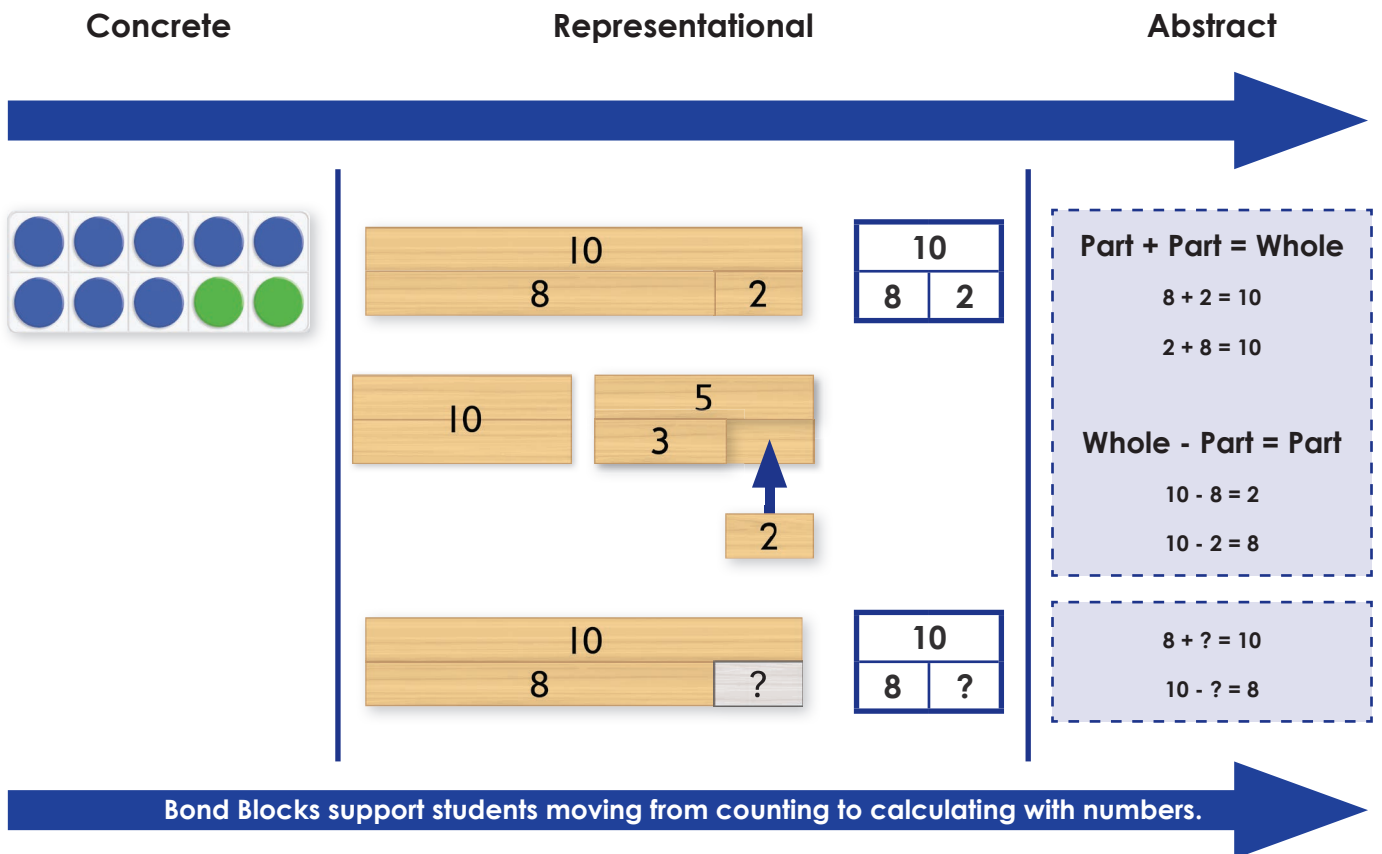 Concrete
Representational
Abstract
10
8 2
10
8 2
10
5
3
2
10
8 ?
10
8 ?
Part + Part = Whole
8 + 2 = 10
2 + 8 = 10
Whole - Part = Part
10 - 8 = 2
10 - 2 = 8
8 + ? = 10
10 - ? = 8
Bond Blocks support students moving from counting to calculating with numbers.